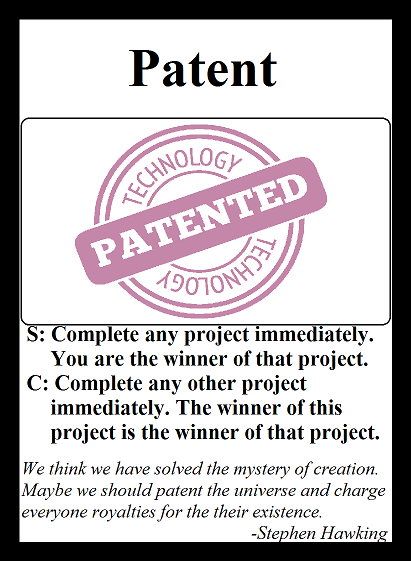 Patent
TECHNOLOGY
PATENTED
TECHNOLOGY
S: Complete any project immediately.
You are the winner of that project.
C: Complete any other project
immediately. The winner of this
project is the winner of that project.
We think we have solved the mystery of creation.
Maybe we should patent the universe and charge
everyone royalties for the their existence.
-Stephen Hawking